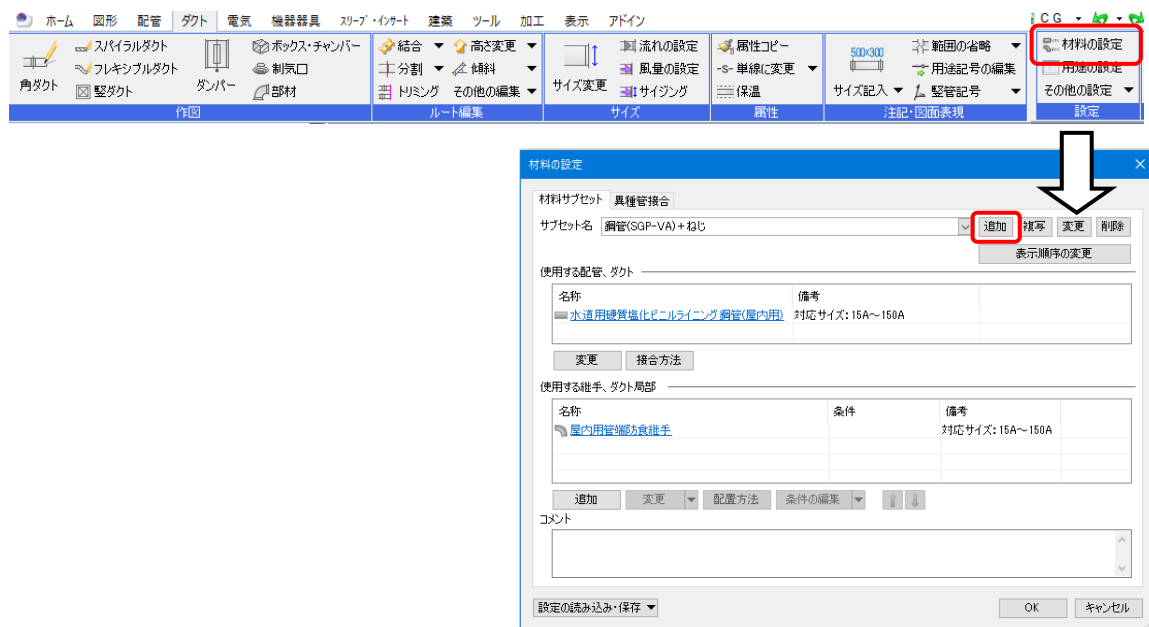 ホーム 図形 配管 ダクト 電気 機器器具 スリーブ・インサート 建築 ツール 加工 表示 アドイン CG
角ダクト
スパイラルダクト
フレキシブルダクト
竪ダクト
ダンパー
ボックス・チャンバー
制気口
部材
作図
結合 高さ変更
分割 傾斜
トリミング その他の編集
ルート編集
サイズ変更
流れの設定
風量の設定
サイジング
サイズ
属性コピー
-S- 単線に変更
保温
属性
500×300
サイズ記入
範囲の省略
用途記号の編集
竪管記号
注記・図面表現
材料の設定
用途の設定
その他の設定
設定
材料の設定
材料サブセット 異種管接合
サブセット名 鋼管(SGP-VA)+ねじ 追加 複写 変更 削除
表示順序の変更
使用する配管、ダクト
名称 備考
水道用硬質塩化ビニルライニング鋼管(屋内用) 対応サイズ:15A～150A
変更 接合方法
使用する継手、ダクト局部
名称 条件 備考
屋内用管端防食継手 対応サイズ:15A～150A
追加 変更 配置方法 条件の編集 ⇑ ⇓
コメント
設定の読み込み・保存 OK キャンセル